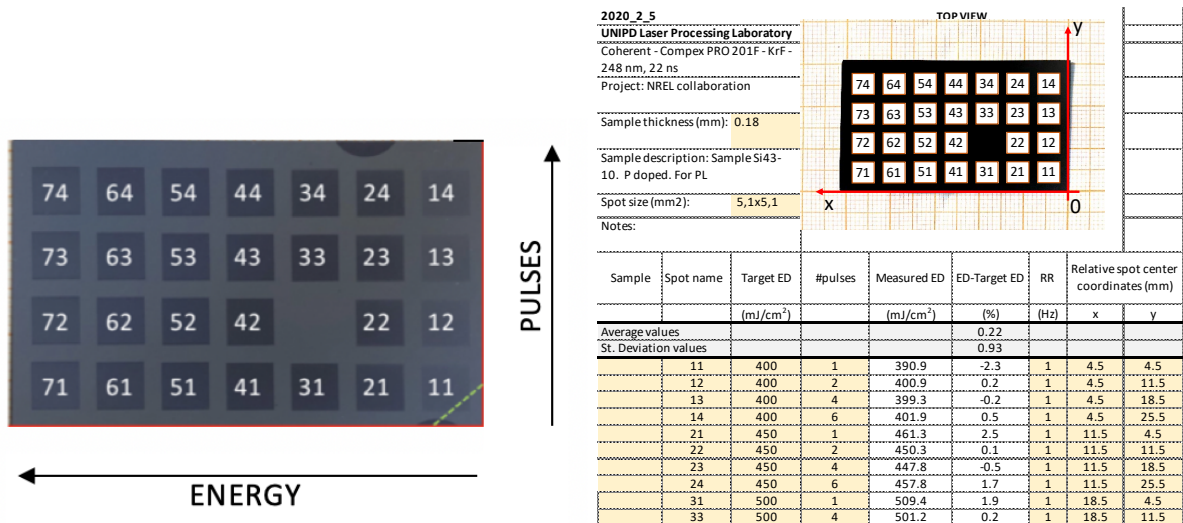 74 64 54 44 34 24 14
73 63 53 43 33 23 13
72 62 52 42 22 12
71 61 51 41 31 21 11
PULSES
ENERGY
2020_2_5
UNIPD Laser Processing Laboratory
Coherent - Compex PRO 201F - KrF -
248 nm, 22 ns
Project: NREL collaboration
Sample thickness (mm): 0.18
Sample description: Sample Si43-
10. P doped. For PL
Spot size (mm2): 5,1x5,1
Notes:
TOP VIEW
y
74 64 54 44 34 24 14
73 63 53 43 33 23 13
72 62 52 42 22 12
71 61 51 41 31 21 11
x 0
Sample Spot name Target ED #pulses Measured ED ED-Target ED RR Relative spot center
coordinates (mm)
(mJ/cm²) (mJ/cm²) (%) (Hz) x y
Average values 0.22
St. Deviation values 0.93
11 400 1 390.9 -2.3 1 4.5 4.5
12 400 2 400.9 0.2 1 4.5 11.5
13 400 4 399.3 -0.2 1 4.5 18.5
14 400 6 401.9 0.5 1 4.5 25.5
21 450 1 461.3 2.5 1 11.5 4.5
22 450 2 450.3 0.1 1 11.5 11.5
23 450 4 447.8 -0.5 1 11.5 18.5
24 450 6 457.8 1.7 1 11.5 25.5
31 500 1 509.4 1.9 1 18.5 4.5
33 500 4 501.2 0.2 1 18.5 11.5